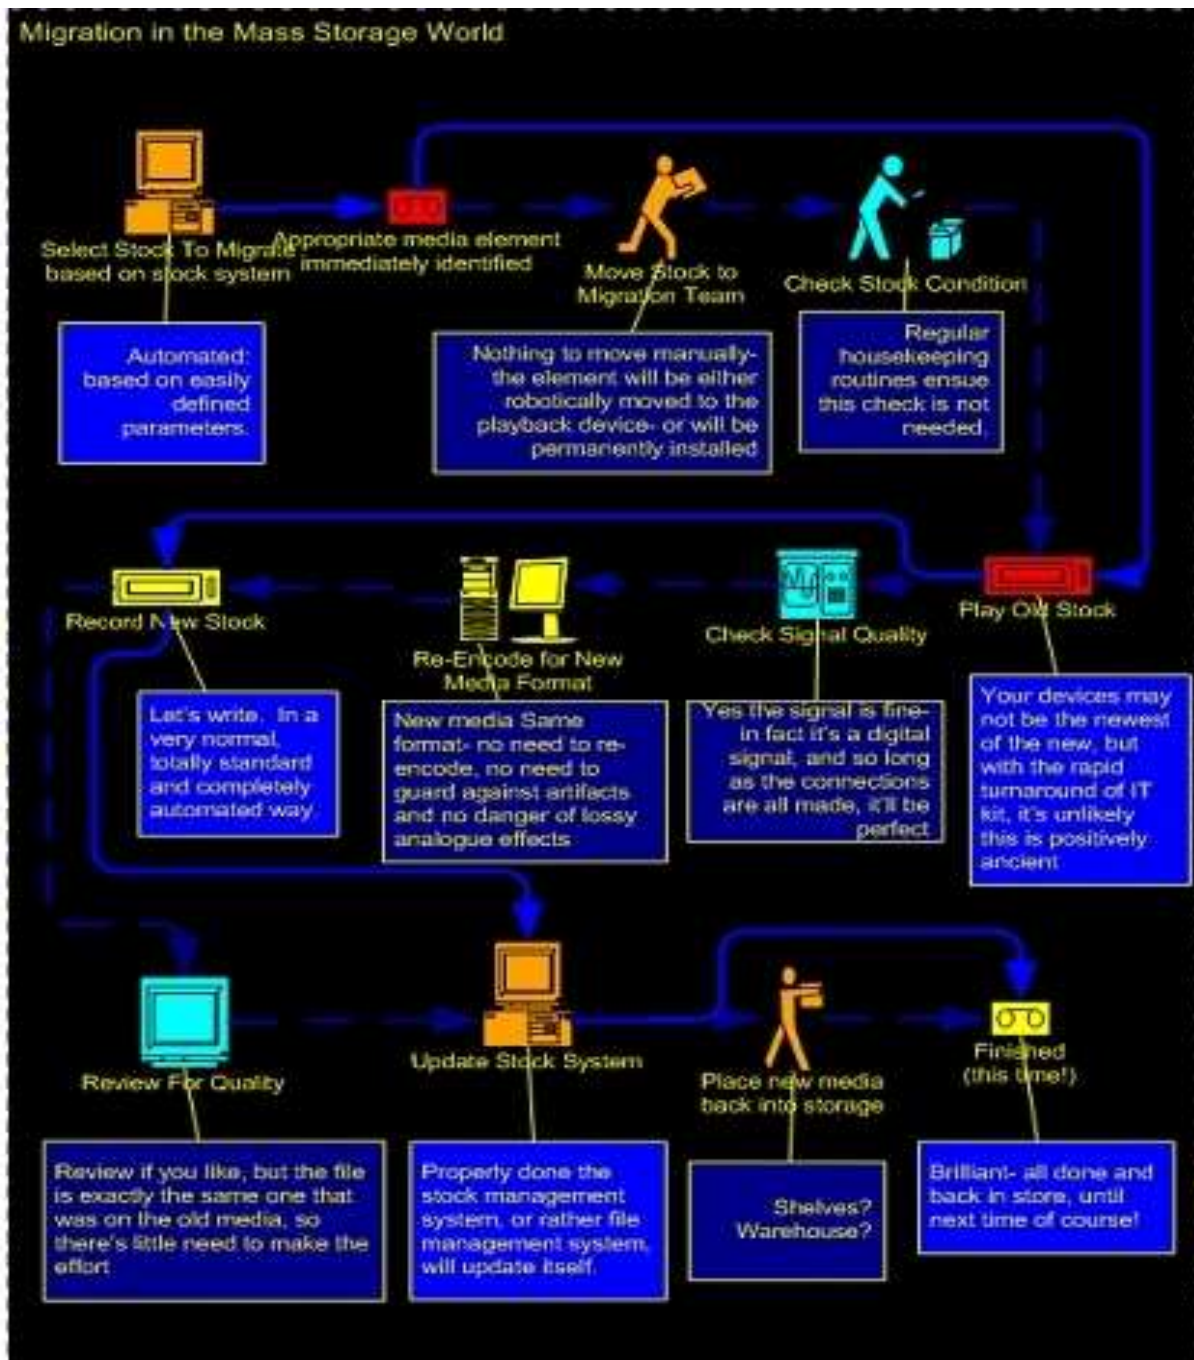 Migration in the Mass Storage World
Select Stock To Migrate
based on stock system
Appropriate media element
immediately identified
Move Stock to
Migration Team
Check Stock Condition
Automated:
based on easily
defined
parameters.
Nothing to move manually-
the element will be either
robotically moved to the
playback device- or will be
permanently installed
Regular
housekeeping
routines ensue
this check is not
needed.
Record New Stock
Re-Encode for New
Media Format
Check Signal Quality
Play Old Stock
Let's write. In a
very normal,
totally standard
and completely
automated way
New media Same
format- no need to re-
encode, no need to
guard against artifacts
and no danger of lossy
analogue effects
Yes the signal is fine-
in fact it's a digital
signal, and so long
as the connections
are all made, it'll be
perfect
Your devices may
not be the newest
of the new, but
with the rapid
turnaround of IT
kit, it's unlikely
this is positively
ancient
Review For Quality
Update Stock System
Place new media
back into storage
Finished
(this time!)
Review if you like, but the file
is exactly the same one that
was on the old media, so
there's little need to make the
effort
Properly done the
stock management
system, or rather file
management system,
will update itself.
Shelves?
Warehouse?
Brilliant- all done and
back in store, until
next time of course!